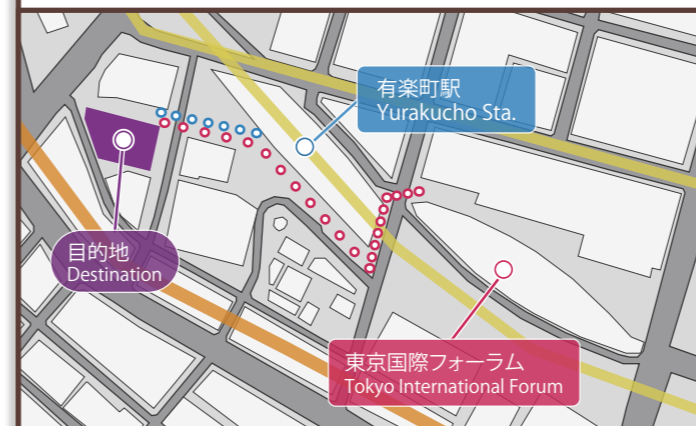 有楽町駅
Yurakucho Sta.
目的地
Destination
東京国際フォーラム
Tokyo International Forum